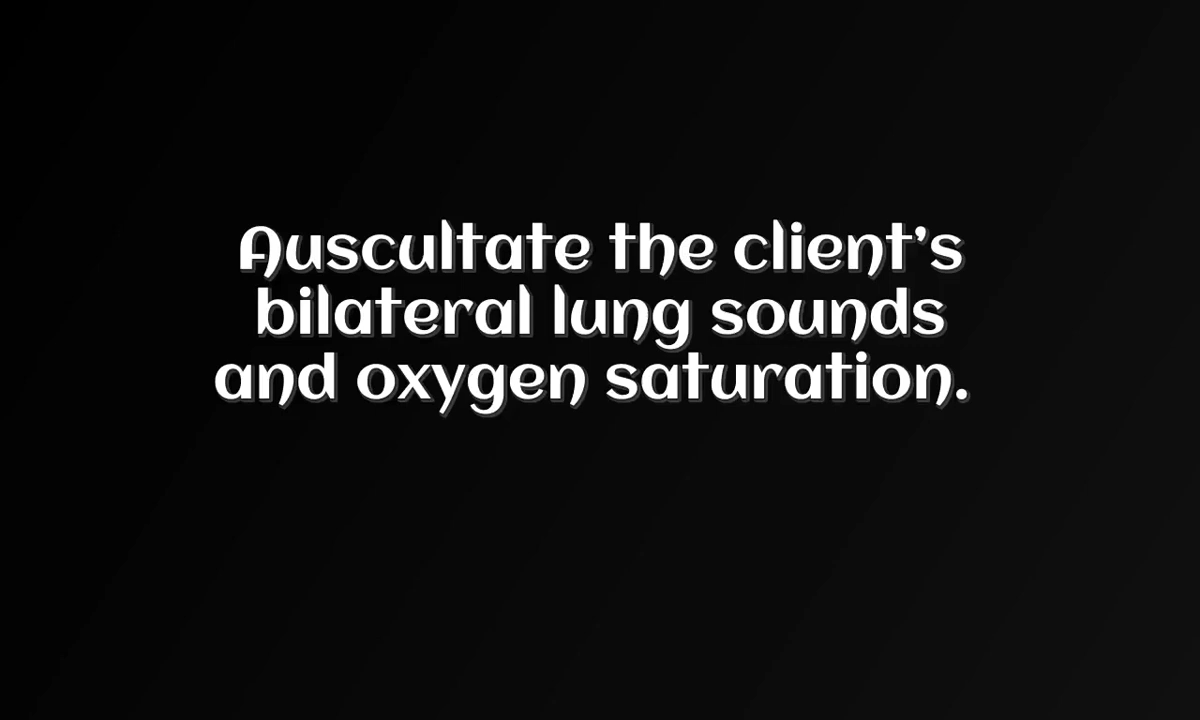 Auscultate the client's
bilateral lung sounds
and oxygen saturation.